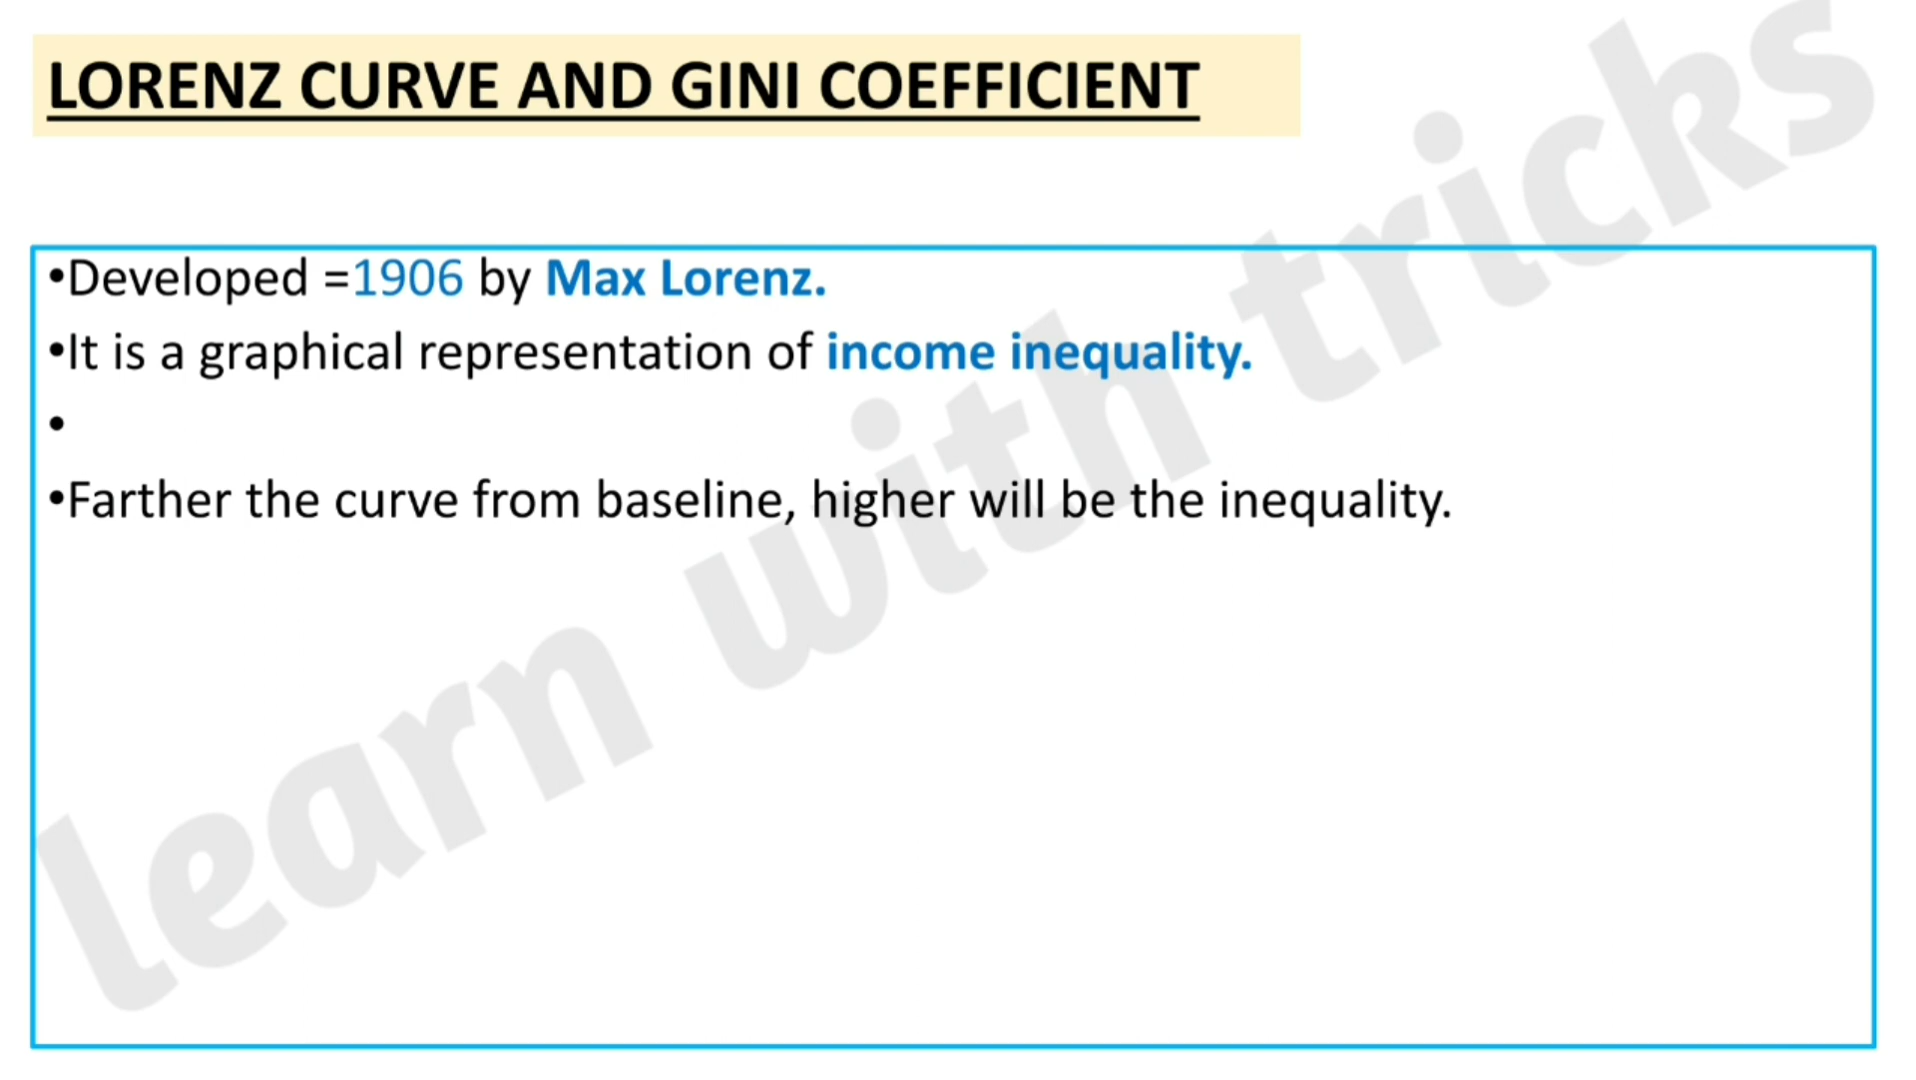 LORENZ CURVE AND GINI COEFFICIENT
•Developed =1906 by Max Lorenz.
•It is a graphical representation of income inequality.
•
•Farther the curve from baseline, higher will be the inequality.
learn with tricks